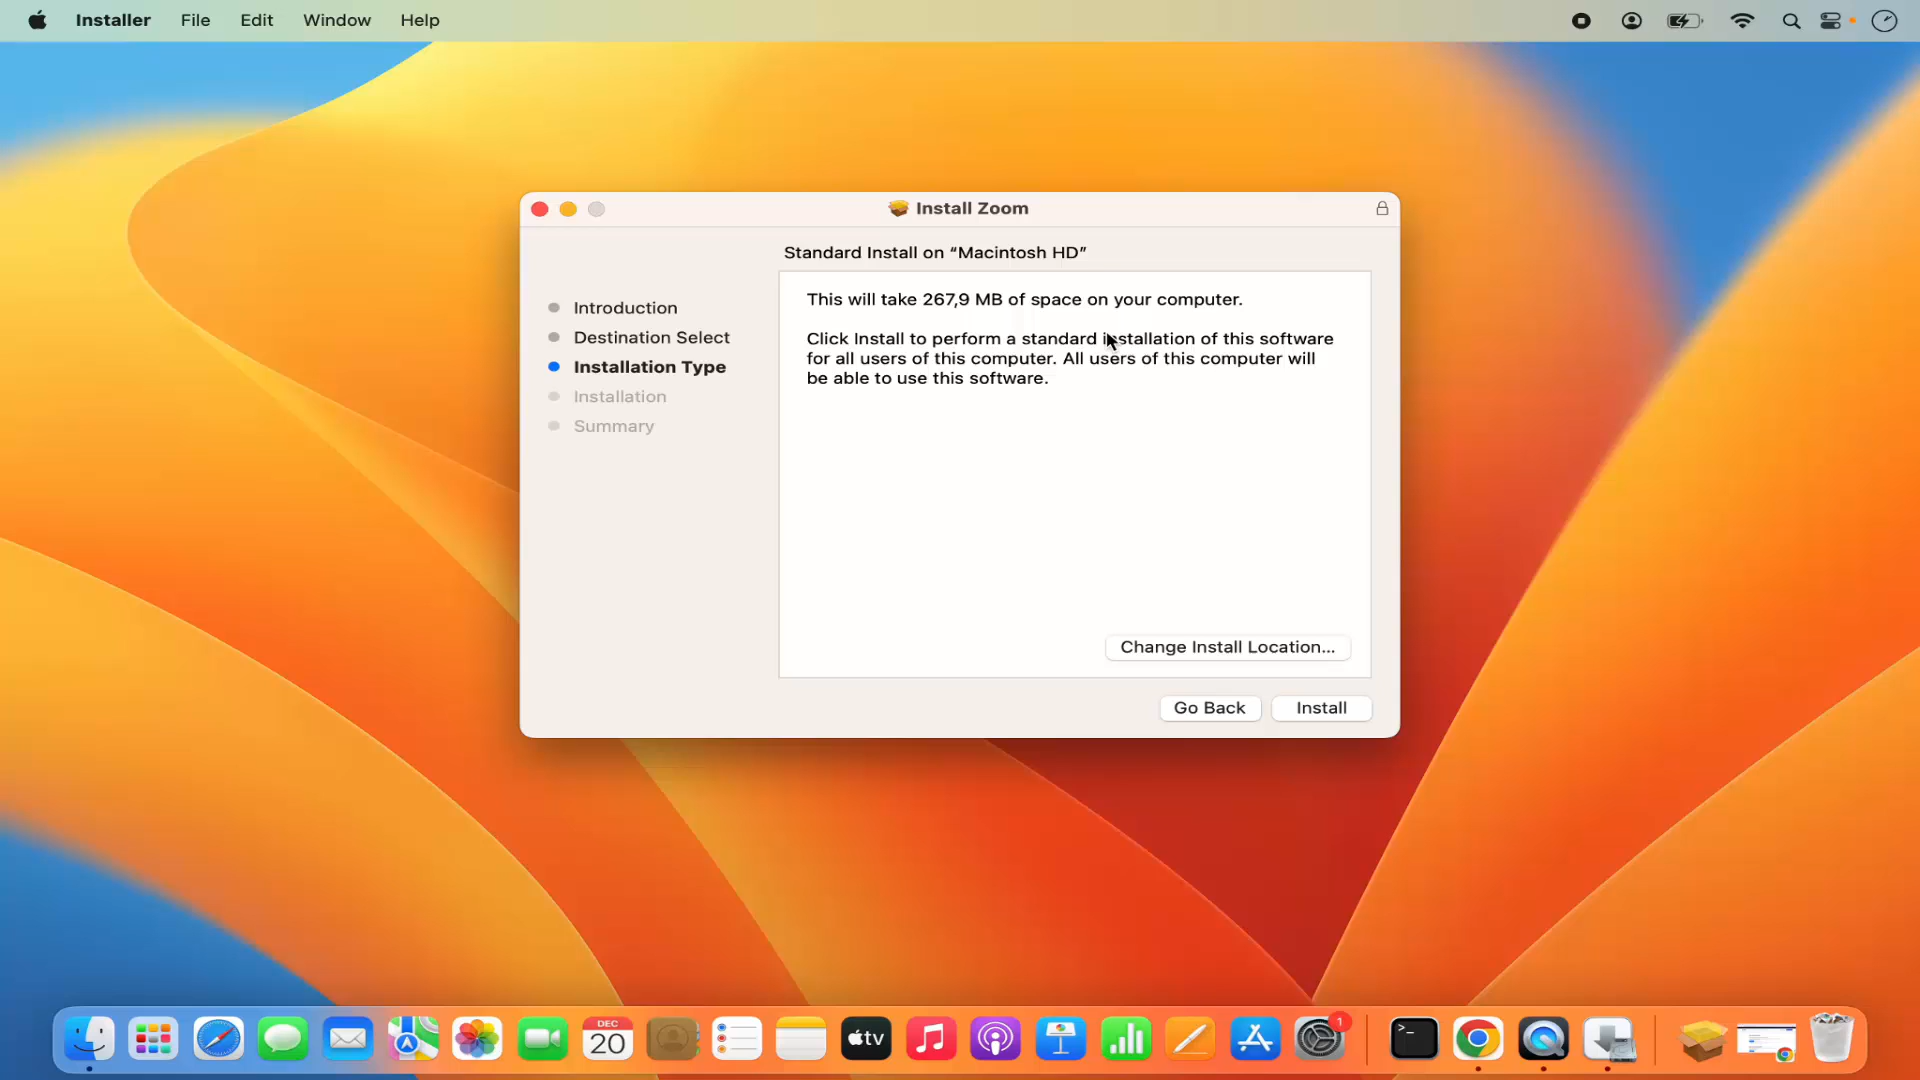 Installer File Edit Window Help
Install Zoom
Standard Install on “Macintosh HD”
Introduction
Destination Select
Installation Type
Installation
Summary
This will take 267,9 MB of space on your computer.
Click Install to perform a standard installation of this software
for all users of this computer. All users of this computer will
be able to use this software.
Change Install Location...
Go Back
Install
DEC
20
tv
1
>_